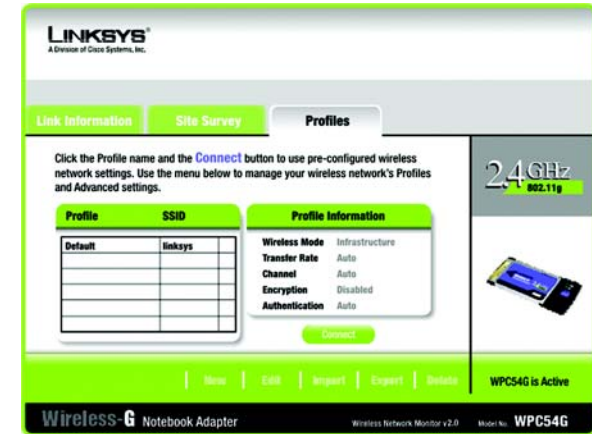 LINKSYS®
A Division of Cisco Systems, Inc.
Link Information Site Survey Profiles
Click the Profile name and the Connect button to use pre-configured wireless
network settings. Use the menu below to manage your wireless network's Profiles
and Advanced settings.
2.4GHz
802.11g
Profile SSID
Default linksys
Profile Information
Wireless Mode Infrastructure
Transfer Rate Auto
Channel Auto
Encryption Disabled
Authentication Auto
Connect
New Edit Import Export Delete
WPC54G is Active
Wireless-G Notebook Adapter
Wireless Network Monitor v2.0
Model No. WPC54G